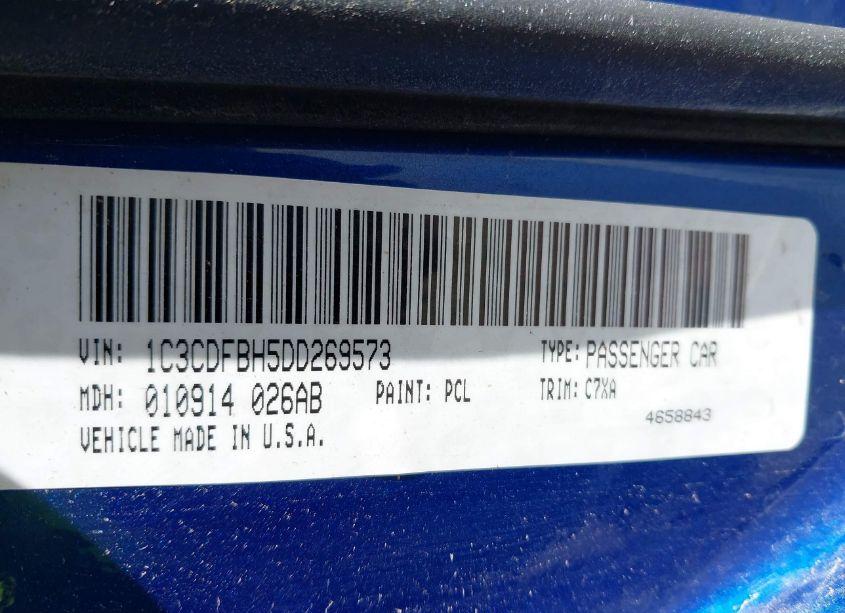 VIN: 1C3CDFBH5DD269573 TYPE: PASSENGER CAR
MDH: 010914 026AB PAINT: PCL TRIM: C7XA
4658843
VEHICLE MADE IN U.S.A.